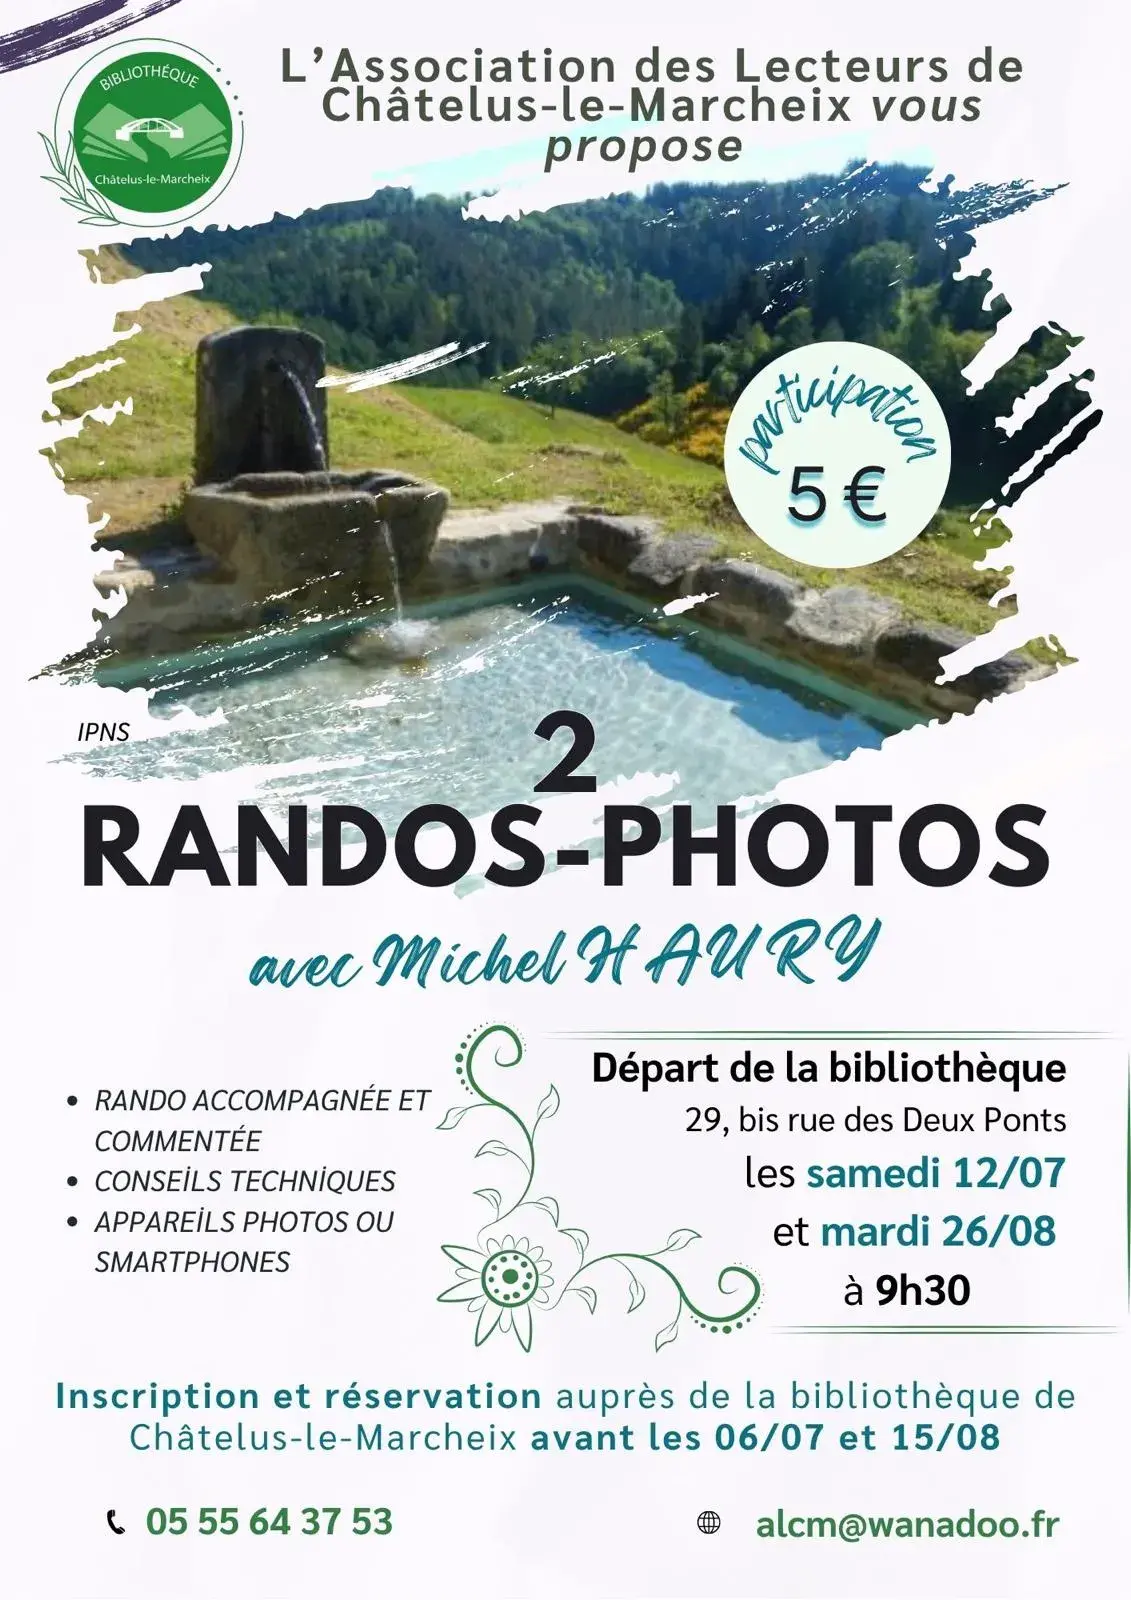 BIBLIOTHÉQUE
Châtelus-le-Marcheix
L'Association des Lecteurs de
Châtelus-le-Marcheix vous
propose
participation
5 €
IPNS
2
RANDOS-PHOTOS
avec Michel HAURY
• RANDO ACCOMPAGNÉE ET
COMMENTÉE
• CONSEİLS TECHNİQUES
• APPAREİLS PHOTOS OU
SMARTPHONES
Départ de la bibliothèque
29, bis rue des Deux Ponts
les samedi 12/07
et mardi 26/08
à 9h30
Inscription et réservation auprès de la bibliothèque de
Châtelus-le-Marcheix avant les 06/07 et 15/08
05 55 64 37 53
alcm@wanadoo.fr